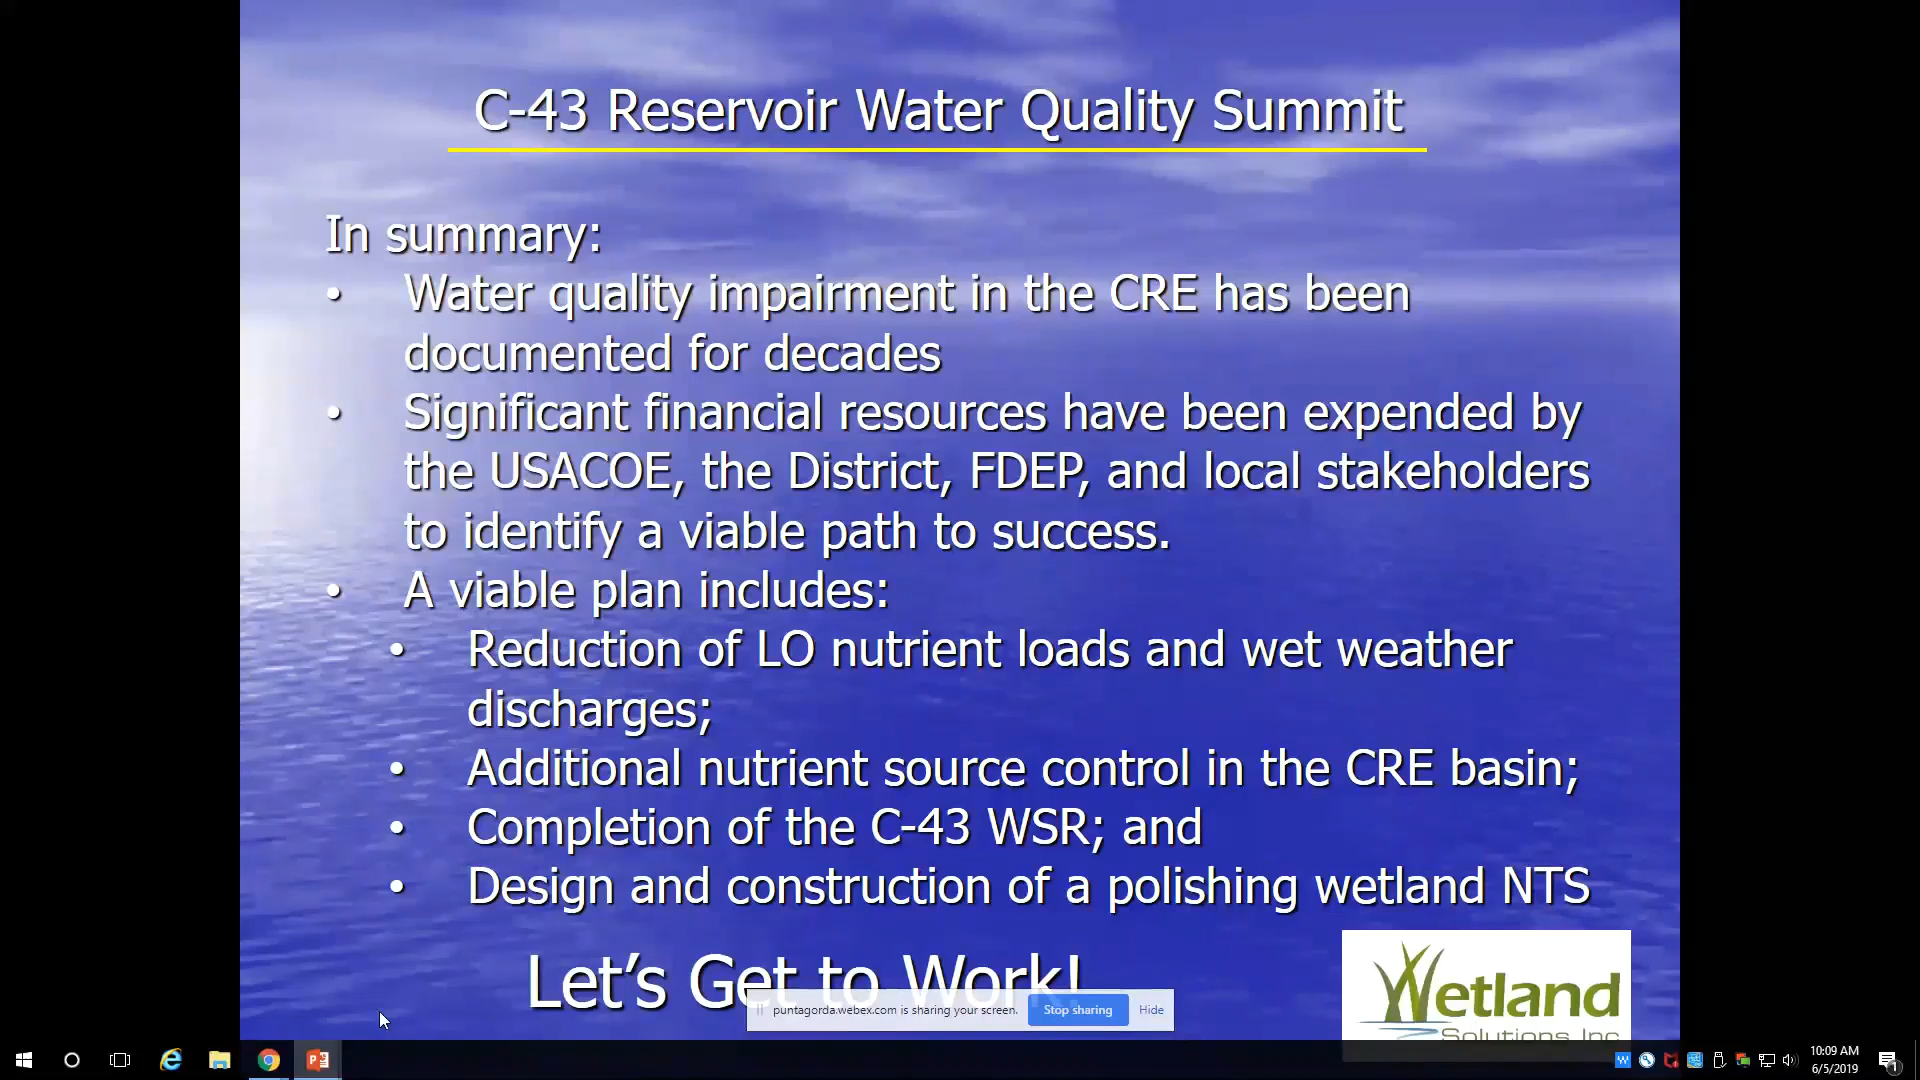 C-43 Reservoir Water Quality Summit
In summary:
• Water quality impairment in the CRE has been
documented for decades
• Significant financial resources have been expended by
the USACOE, the District, FDEP, and local stakeholders
to identify a viable path to success.
• A viable plan includes:
• Reduction of LO nutrient loads and wet weather
discharges;
• Additional nutrient source control in the CRE basin;
• Completion of the C-43 WSR; and
• Design and construction of a polishing wetland NTS
Let's Get to Work!
puntagorda.webex.com is sharing your screen. Stop sharing Hide
Wetland
Solutions Inc
10:09 AM
6/5/2019
1